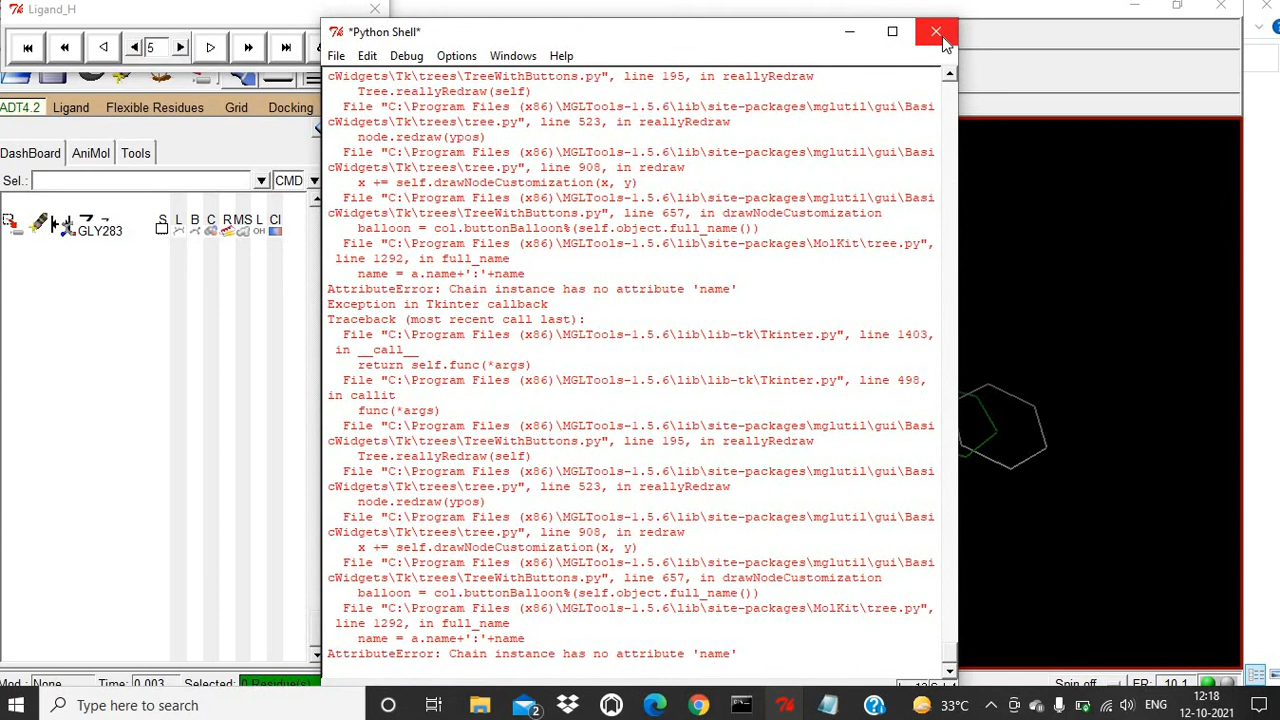 Ligand_H
*Python Shell*
5
File Edit Debug Options Windows Help
ADT4.2 Ligand Flexible Residues Grid Docking
DashBoard AniMol Tools
Sel.: CMD
S L B C R MS L Cl
GLY283
OH
cWidgets\Tk\trees\TreeWithButtons.py", line 195, in reallyRedraw
Tree.reallyRedraw(self)
File "C:\Program Files (x86)\MGLTools-1.5.6\lib\site-packages\mglutil\gui\Basi
cWidgets\Tk\trees\tree.py", line 523, in reallyRedraw
node.redraw(ypos)
File "C:\Program Files (x86)\MGLTools-1.5.6\lib\site-packages\mglutil\gui\Basi
cWidgets\Tk\trees\tree.py", line 908, in redraw
x += self.drawNodeCustomization(x, y)
File "C:\Program Files (x86)\MGLTools-1.5.6\lib\site-packages\mglutil\gui\Basi
cWidgets\Tk\trees\TreeWithButtons.py", line 657, in drawNodeCustomization
balloon = col.buttonBalloon%(self.object.full_name())
File "C:\Program Files (x86)\MGLTools-1.5.6\lib\site-packages\MolKit\tree.py",
line 1292, in full_name
name = a.name+':'+name
AttributeError: Chain instance has no attribute 'name'
Exception in Tkinter callback
Traceback (most recent call last):
File "C:\Program Files (x86)\MGLTools-1.5.6\lib\lib-tk\Tkinter.py", line 1403,
in __call__
return self.func(*args)
File "C:\Program Files (x86)\MGLTools-1.5.6\lib\lib-tk\Tkinter.py", line 498,
in callit
func(*args)
File "C:\Program Files (x86)\MGLTools-1.5.6\lib\site-packages\mglutil\gui\Basi
cWidgets\Tk\trees\TreeWithButtons.py", line 195, in reallyRedraw
Tree.reallyRedraw(self)
File "C:\Program Files (x86)\MGLTools-1.5.6\lib\site-packages\mglutil\gui\Basi
cWidgets\Tk\trees\tree.py", line 523, in reallyRedraw
node.redraw(ypos)
File "C:\Program Files (x86)\MGLTools-1.5.6\lib\site-packages\mglutil\gui\Basi
cWidgets\Tk\trees\tree.py", line 908, in redraw
x += self.drawNodeCustomization(x, y)
File "C:\Program Files (x86)\MGLTools-1.5.6\lib\site-packages\mglutil\gui\Basi
cWidgets\Tk\trees\TreeWithButtons.py", line 657, in drawNodeCustomization
balloon = col.buttonBalloon%(self.object.full_name())
File "C:\Program Files (x86)\MGLTools-1.5.6\lib\site-packages\MolKit\tree.py",
line 1292, in full_name
name = a.name+':'+name
AttributeError: Chain instance has no attribute 'name'
Mod.: None Time: 0.003 Selected: 0 Residue(s) Spin off FR: 10.1
Type here to search 2 33°C ENG 12:18
12-10-2021